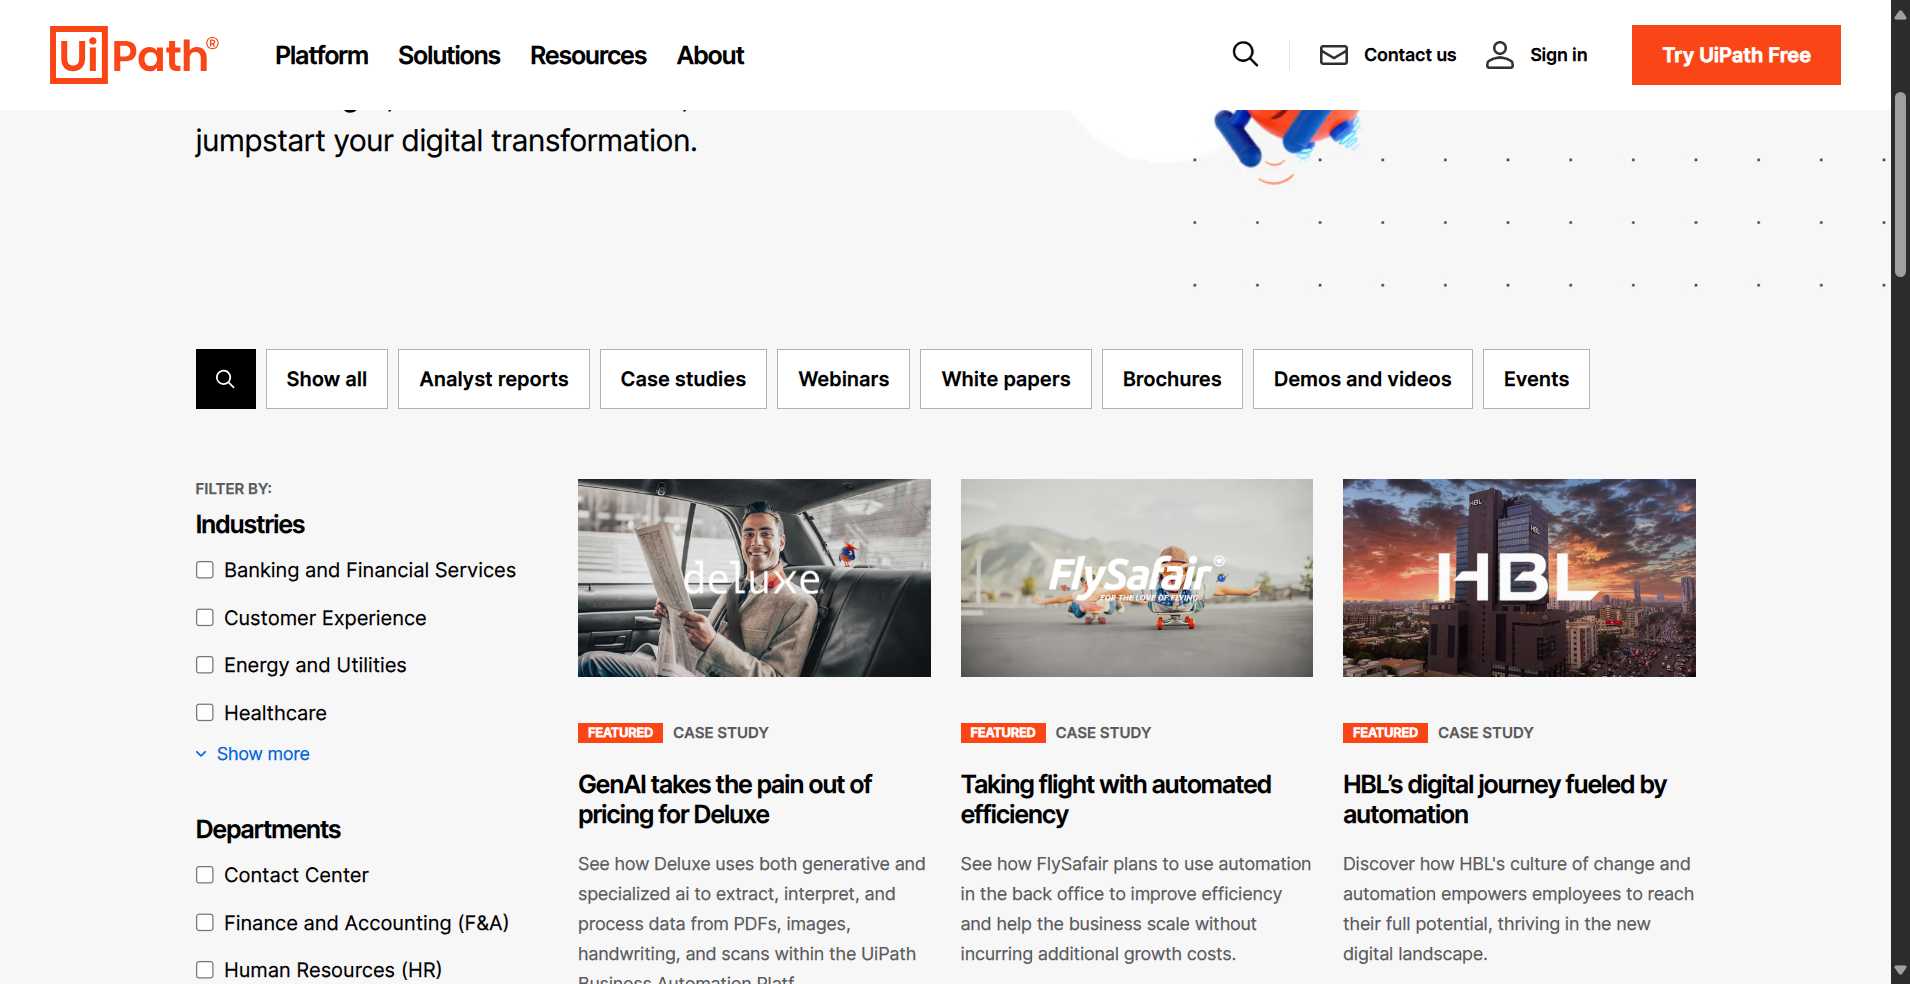 UiPath®
Platform
Solutions
Resources
About
Contact us
Sign in
Try UiPath Free
jumpstart your digital transformation.
Show all
Analyst reports
Case studies
Webinars
White papers
Brochures
Demos and videos
Events
FILTER BY:
Industries
Banking and Financial Services
Customer Experience
Energy and Utilities
Healthcare
Show more
Departments
Contact Center
Finance and Accounting (F&A)
Human Resources (HR)
deluxe
FEATURED CASE STUDY
GenAI takes the pain out of
pricing for Deluxe
See how Deluxe uses both generative and
specialized ai to extract, interpret, and
process data from PDFs, images,
handwriting, and scans within the UiPath
Business Automation Platf
FlySafair
FOR THE LOVE OF FLYING
FEATURED CASE STUDY
Taking flight with automated
efficiency
See how FlySafair plans to use automation
in the back office to improve efficiency
and help the business scale without
incurring additional growth costs.
HBL
HBL
HBL
FEATURED CASE STUDY
HBL’s digital journey fueled by
automation
Discover how HBL's culture of change and
automation empowers employees to reach
their full potential, thriving in the new
digital landscape.